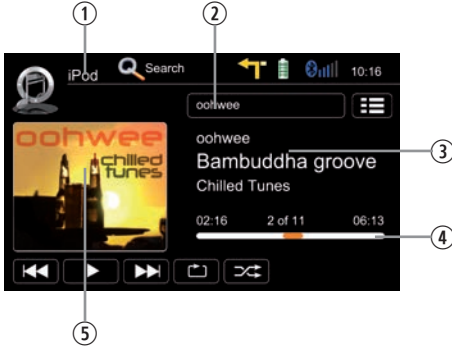 1 2
iPod Search 10:16
oohwee
oohwee
chilled
tunes
oohwee
Bambuddha groove
Chilled Tunes
3
02:16 2 of 11 06:13
4
5